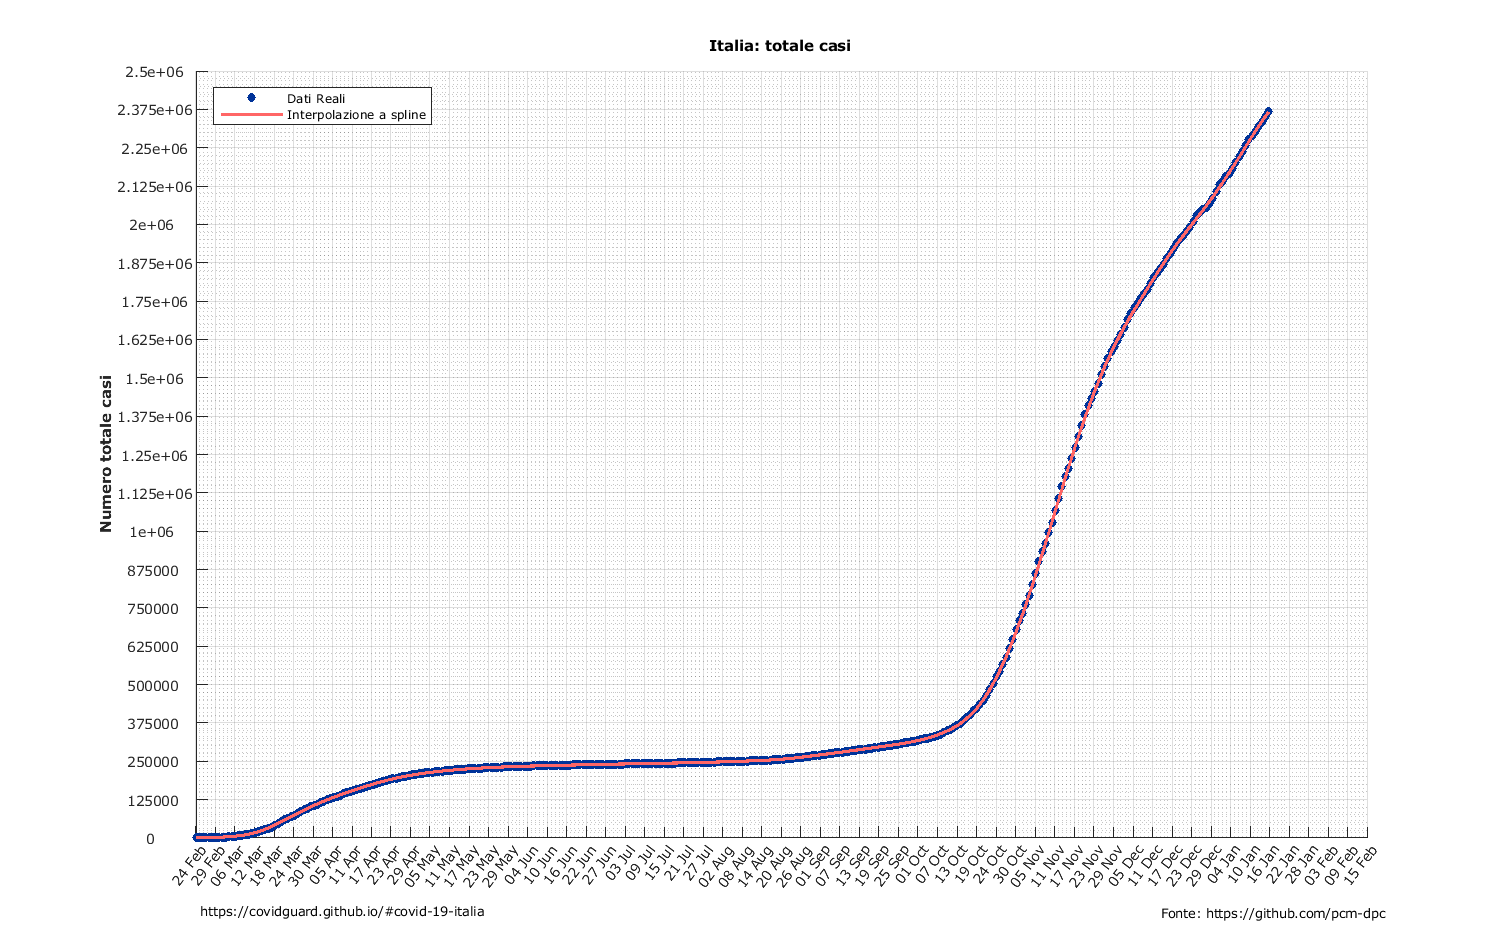 Italia: totale casi
Dati Reali
Interpolazione a spline
Numero totale casi
2.5e+06
2.375e+06
2.25e+06
2.125e+06
2e+06
1.875e+06
1.75e+06
1.625e+06
1.5e+06
1.375e+06
1.25e+06
1.125e+06
1e+06
875000
750000
625000
500000
375000
250000
125000
0
24 Feb
29 Feb
06 Mar
12 Mar
18 Mar
24 Mar
30 Mar
05 Apr
11 Apr
17 Apr
23 Apr
29 Apr
05 May
11 May
17 May
23 May
29 May
04 Jun
10 Jun
16 Jun
22 Jun
03 Jul
09 Jul
15 Jul
21 Jul
27 Jul
02 Aug
08 Aug
14 Aug
20 Aug
26 Aug
01 Sep
07 Sep
13 Sep
19 Sep
25 Sep
01 Oct
07 Oct
13 Oct
19 Oct
24 Oct
30 Oct
05 Nov
11 Nov
17 Nov
23 Nov
29 Nov
05 Dec
11 Dec
17 Dec
23 Dec
29 Dec
04 Jan
10 Jan
16 Jan
22 Jan
28 Jan
03 Feb
09 Feb
15 Feb
https://covidguard.github.io/#covid-19-italia
Fonte: https://github.com/pcm-dpc